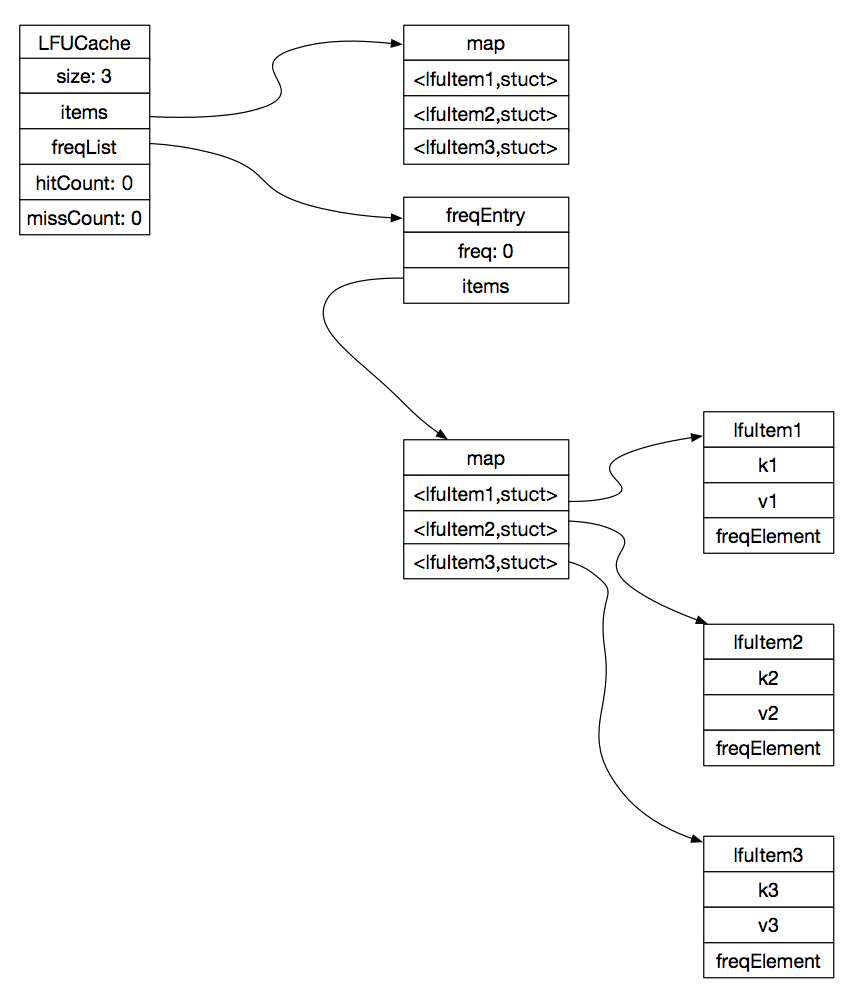 LFUCache
size: 3
items
freqList
hitCount: 0
missCount: 0
map
<lfuItem1,stuct>
<lfuItem2,stuct>
<lfuItem3,stuct>
freqEntry
freq: 0
items
map
<lfuItem1,stuct>
<lfuItem2,stuct>
<lfuItem3,stuct>
lfuItem1
k1
v1
freqElement
lfuItem2
k2
v2
freqElement
lfuItem3
k3
v3
freqElement